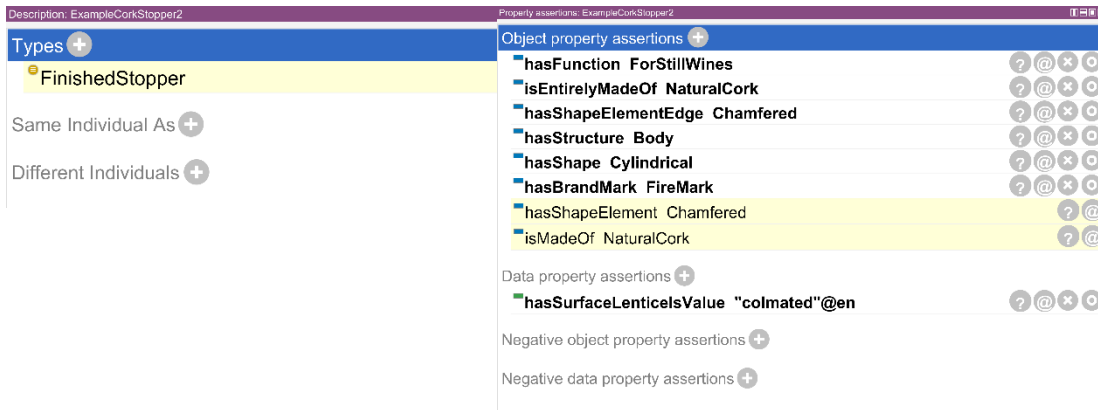 Description: ExampleCorkStopper2
Types
FinishedStopper
Same Individual As
Different Individuals
Property assertions: ExampleCorkStopper2
Object property assertions
hasFunction ForStillWines
isEntirelyMadeOf NaturalCork
hasShapeElementEdge Chamfered
hasStructure Body
hasShape Cylindrical
hasBrandMark FireMark
hasShapeElement Chamfered
isMadeOf NaturalCork
Data property assertions
hasSurfaceLenticelsValue "colmated"@en
Negative object property assertions
Negative data property assertions